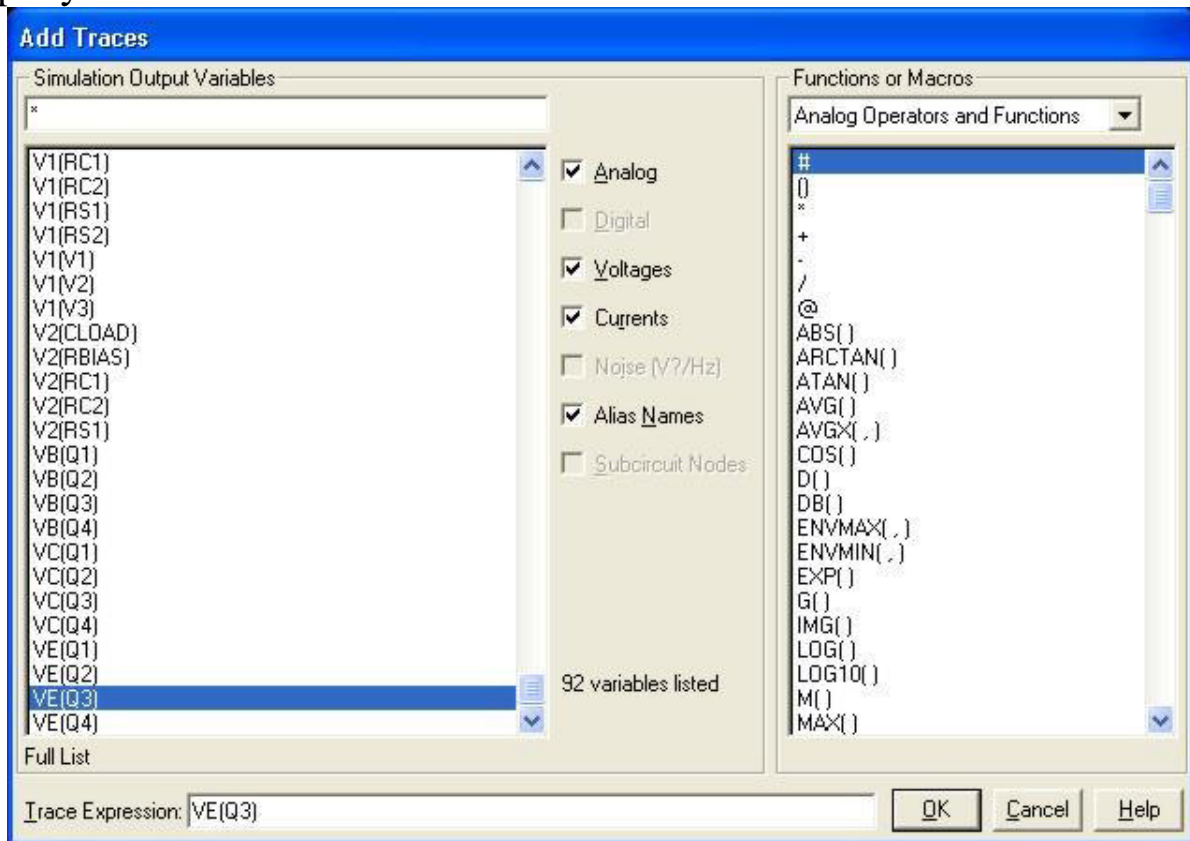 Add Traces
Simulation Output Variables
*
V1(RC1)
V1(RC2)
V1(RS1)
V1(RS2)
V1(V1)
V1(V2)
V1(V3)
V2(CLOAD)
V2(RBIAS)
V2(RC1)
V2(RC2)
V2(RS1)
VB(Q1)
VB(Q2)
VB(Q3)
VB(Q4)
VC(Q1)
VC(Q2)
VC(Q3)
VC(Q4)
VE(Q1)
VE(Q2)
VE(Q3)
VE(Q4)
Full List
Analog
Digital
Voltages
Currents
Noise (V?/Hz)
Alias Names
Subcircuit Nodes
92 variables listed
Functions or Macros
Analog Operators and Functions
#
()
*
+
-
/
@
ABS( )
ARCTAN( )
ATAN( )
AVG( )
AVGX( , )
COS( )
D( )
DB( )
ENVMAX( , )
ENVMIN( , )
EXP( )
G( )
IMG( )
LOG( )
LOG10( )
M( )
MAX( )
Trace Expression: VE(Q3)
OK Cancel Help